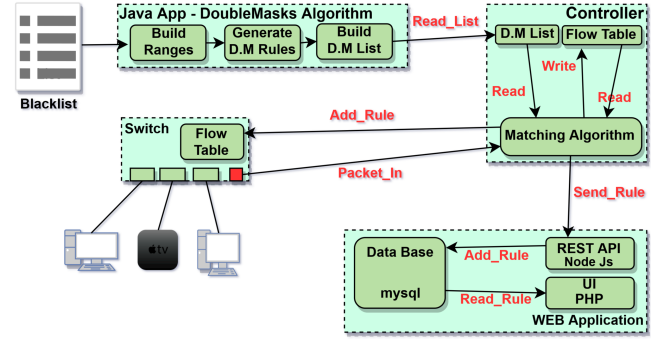 Java App - DoubleMasks Algorithm
Build
Ranges
Generate
D.M Rules
Build
D.M List
Read_List
Controller
D.M List
Flow Table
Write
Read
Read
Matching Algorithm
Blacklist
Add_Rule
Switch
Flow
Table
Packet_In
tv
Send_Rule
Data Base
mysql
Add_Rule
REST API
Node Js
Read_Rule
UI
PHP
WEB Application